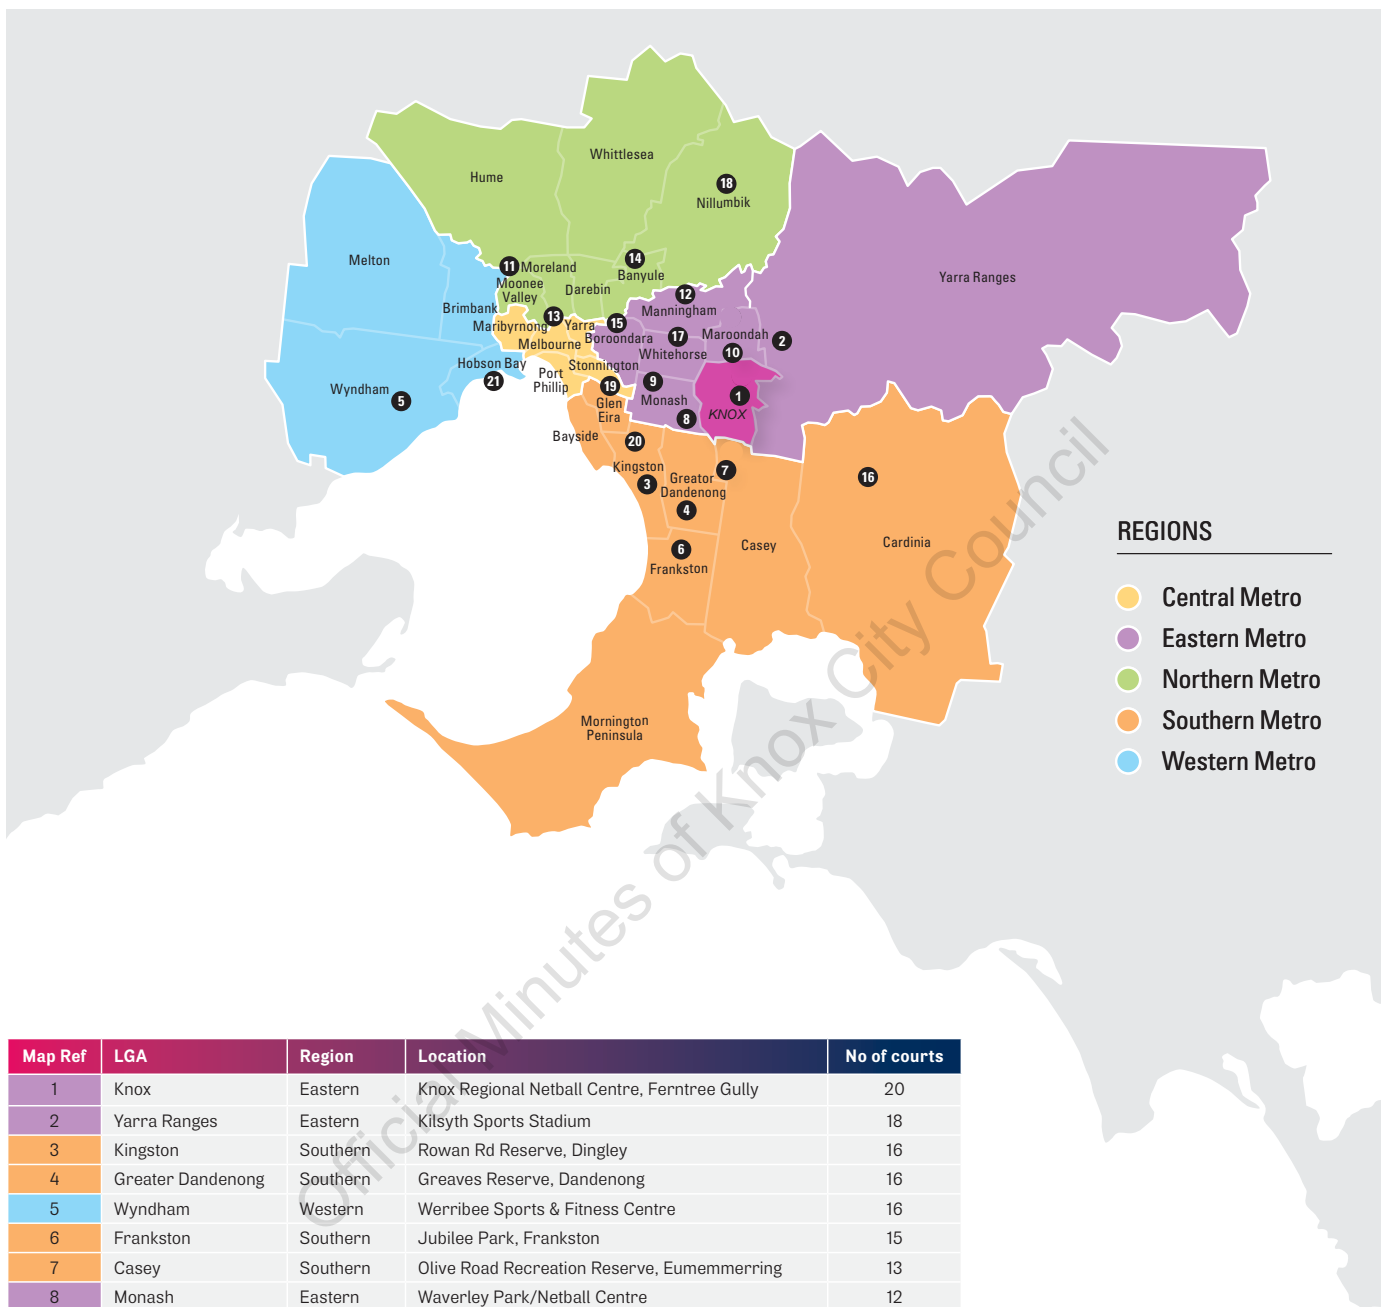 Whittlesea
Hume
18
Nillumbik
Melton
14
11 Moreland
Banyule
Moonee
Valley
Darebin
Yarra Ranges
12
Manningham
Brimbank
13
Maribyrnong
Yarra
15
Boroondara
17
Maroondah
2
Melbourne
Whitehorse
10
Hobson Bay
21
Stonnington
Port
Phillip
Wyndham
5
19
9
Monash
1
KNOX
Glen
Eira
8
Bayside
20
Kingston
3
7
Greator
Dandenong
4
16
6
Frankston
Casey
Cardinia
Mornington
Peninsula
REGIONS
Central Metro
Eastern Metro
Northern Metro
Southern Metro
Western Metro
Official Minutes of Knox City Council
Map Ref LGA Region Location No of courts
1 Knox Eastern Knox Regional Netball Centre, Ferntree Gully 20
2 Yarra Ranges Eastern Kilsyth Sports Stadium 18
3 Kingston Southern Rowan Rd Reserve, Dingley 16
4 Greater Dandenong Southern Greaves Reserve, Dandenong 16
5 Wyndham Western Werribee Sports & Fitness Centre 16
6 Frankston Southern Jubilee Park, Frankston 15
7 Casey Southern Olive Road Recreation Reserve, Eumemmerring 13
8 Monash Eastern Waverley Park/Netball Centre 12